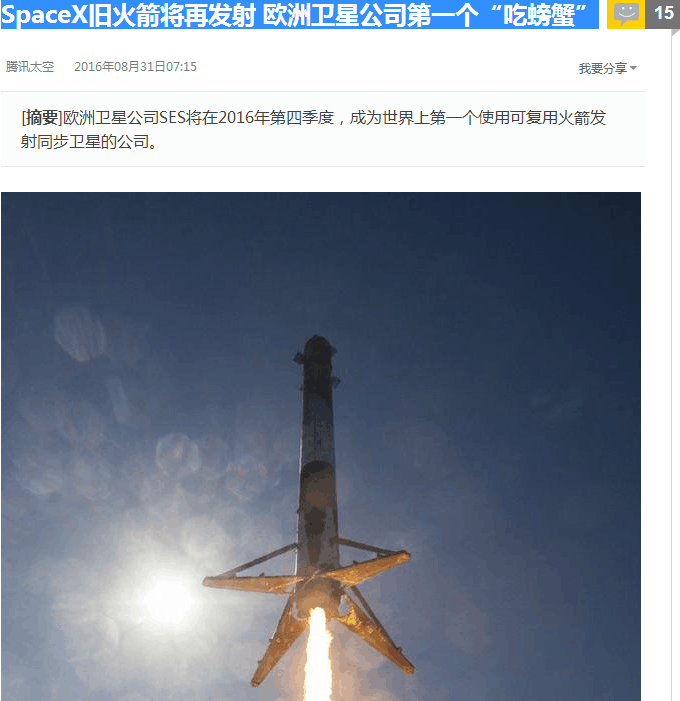 SpaceX旧火箭将再发射 欧洲卫星公司第一个“吃螃蟹”
15
腾讯太空 2016年08月31日07:15 我要分享
[摘要]欧洲卫星公司SES将在2016年第四季度，成为世界上第一个使用可复用火箭发
射同步卫星的公司。